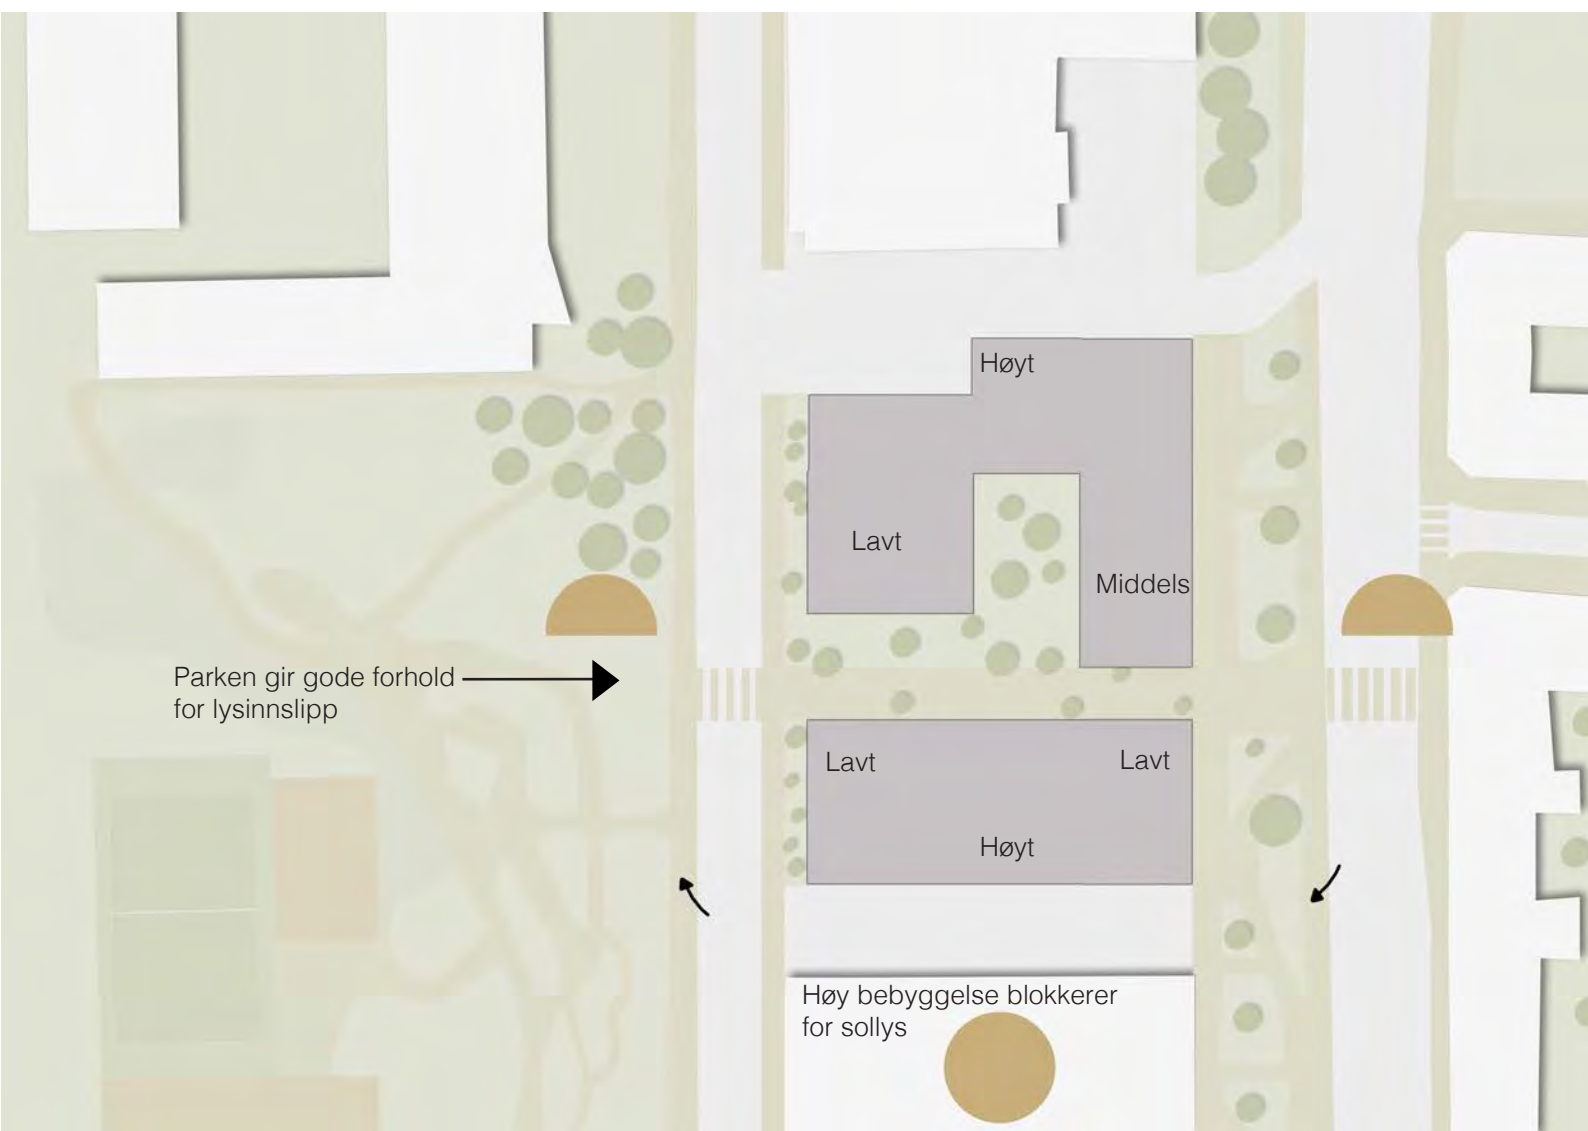 Høyt
Lavt
Middels
Parken gir gode forhold
for lysinnslipp
Lavt
Lavt
Høyt
Høy bebyggelse blokkerer
for sollys